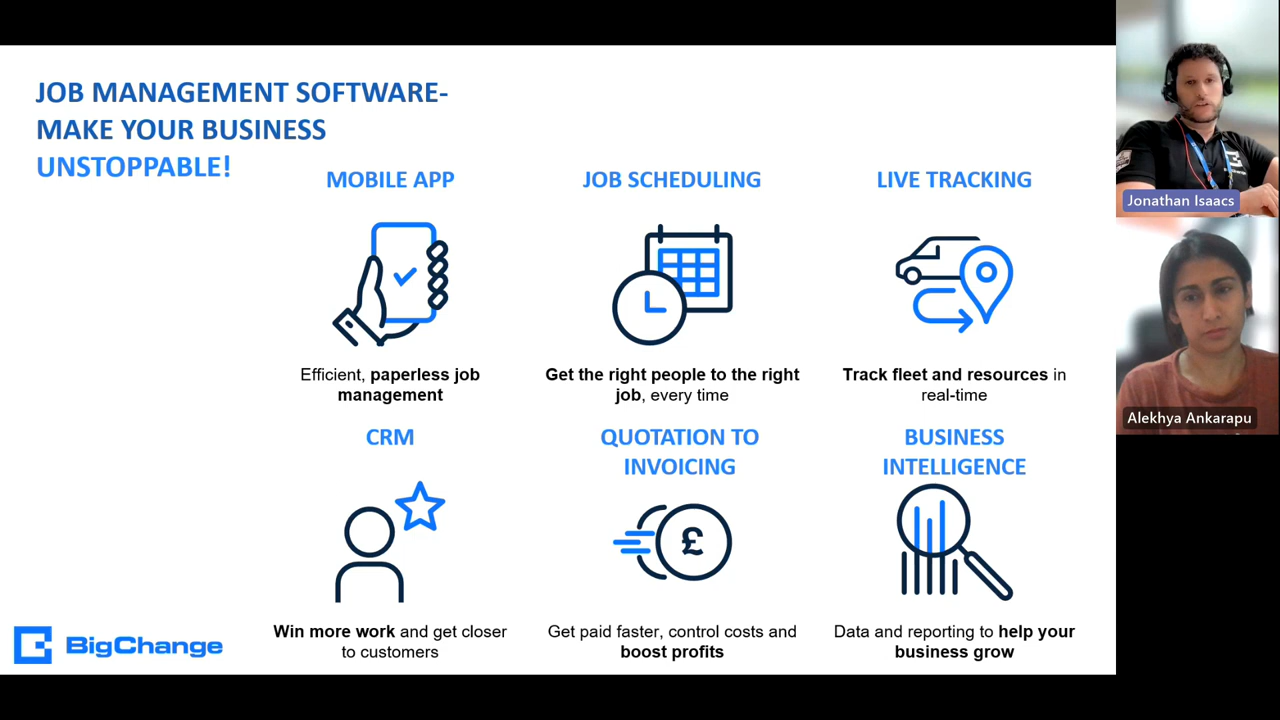 JOB MANAGEMENT SOFTWARE-
MAKE YOUR BUSINESS
UNSTOPPABLE!
MOBILE APP
Efficient, paperless job
management
JOB SCHEDULING
Get the right people to the right
job, every time
LIVE TRACKING
Track fleet and resources in
real-time
CRM
Win more work and get closer
to customers
QUOTATION TO
INVOICING
£
Get paid faster, control costs and
boost profits
BUSINESS
INTELLIGENCE
Data and reporting to help your
business grow
BigChange
Jonathan Isaacs
Alekhya Ankarapu